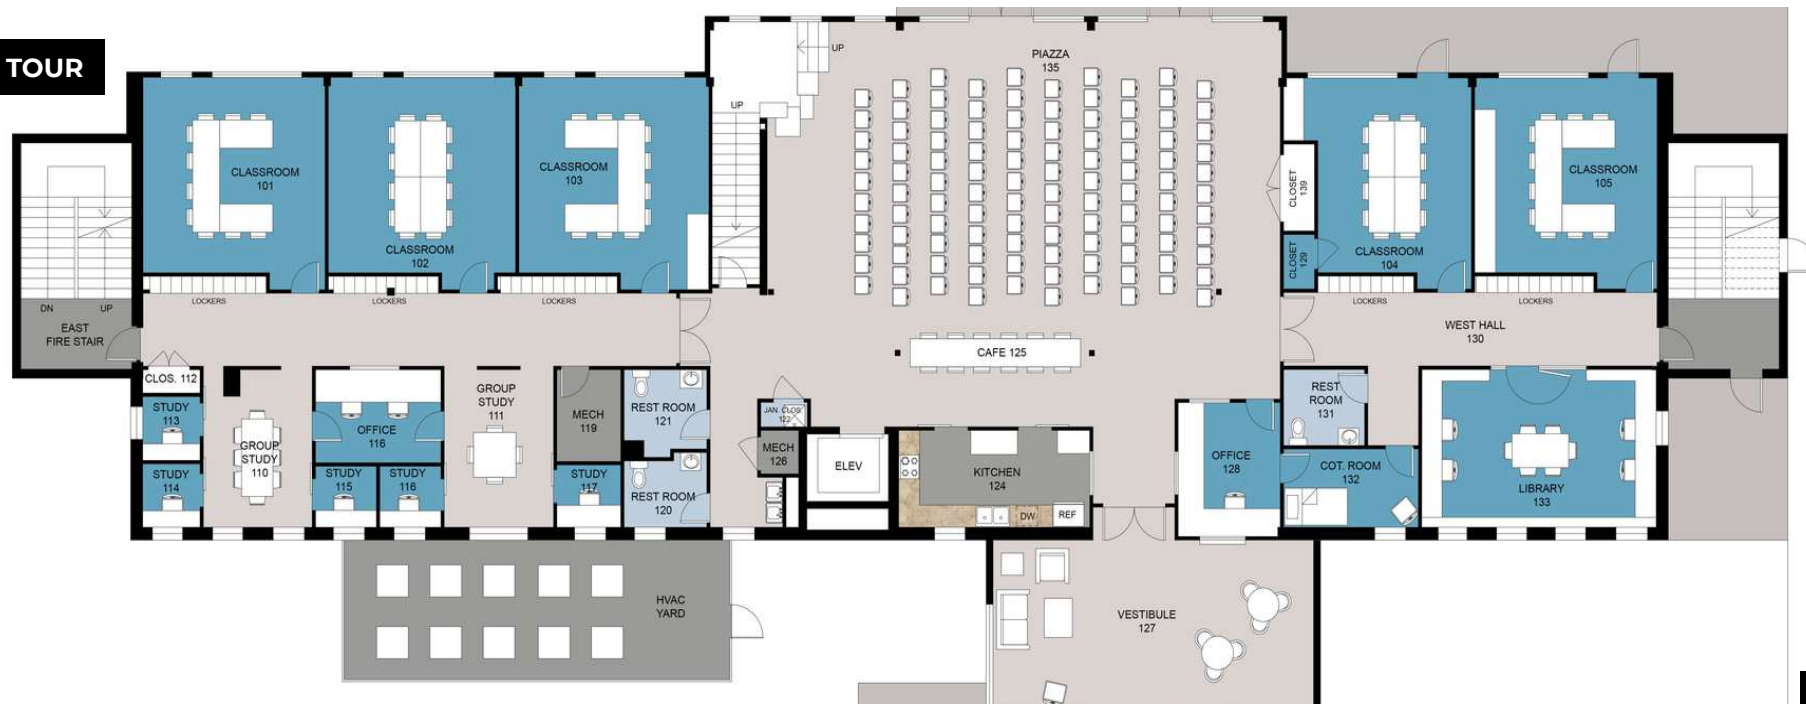 TOUR
UP
PIAZZA
135
UP
CLASSROOM
101
CLASSROOM
102
CLASSROOM
103
CLOSET
139
CLOSET
129
CLASSROOM
104
CLASSROOM
105
LOCKERS
LOCKERS
LOCKERS
LOCKERS
LOCKERS
DN
UP
EAST
FIRE STAIR
WEST HALL
130
CAFE 125
CLOS. 112
STUDY
113
STUDY
114
GROUP
STUDY
110
OFFICE
116
STUDY
115
STUDY
116
GROUP
STUDY
111
MECH
119
STUDY
117
REST ROOM
121
REST ROOM
120
JAN CLOS
MECH
126
ELEV
KITCHEN
124
DW
REF
OFFICE
128
REST
ROOM
131
COT. ROOM
132
LIBRARY
133
HVAC
YARD
VESTIBULE
127